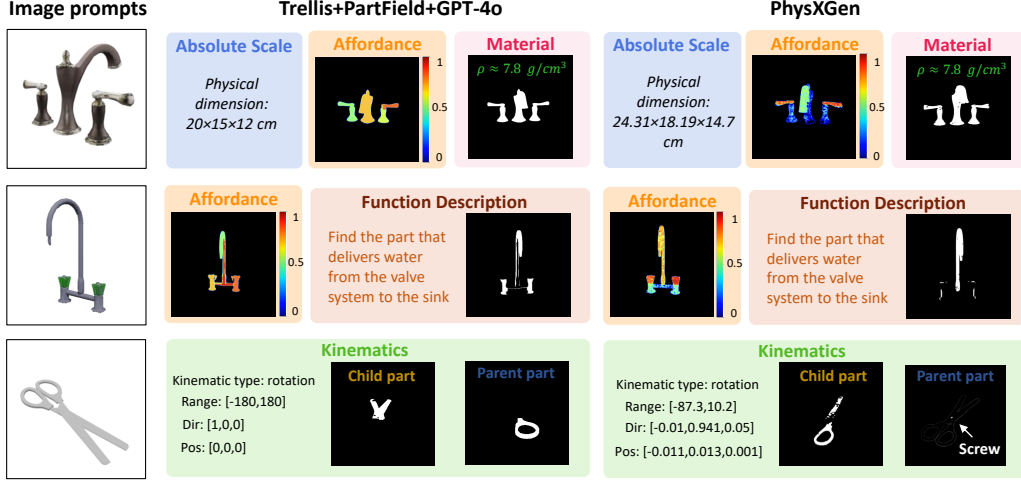 Image prompts
Trellis+PartField+GPT-4o
PhysXGen
Absolute Scale
Physical
dimension:
20×15×12 cm
Affordance
1
0.5
0
Material
ρ ≈ 7.8 g/cm³
Absolute Scale
Physical
dimension:
24.31×18.19×14.7
cm
Affordance
1
0.5
0
Material
ρ ≈ 7.8 g/cm³
Affordance
1
0.5
0
Function Description
Find the part that
delivers water
from the valve
system to the sink
Affordance
1
0.5
0
Function Description
Find the part that
delivers water
from the valve
system to the sink
Kinematics
Kinematic type: rotation
Range: [-180,180]
Dir: [1,0,0]
Pos: [0,0,0]
Child part
Parent part
Kinematics
Kinematic type: rotation
Range: [-87.3,10.2]
Dir: [-0.01,0.941,0.05]
Pos: [-0.011,0.013,0.001]
Child part
Parent part
Screw